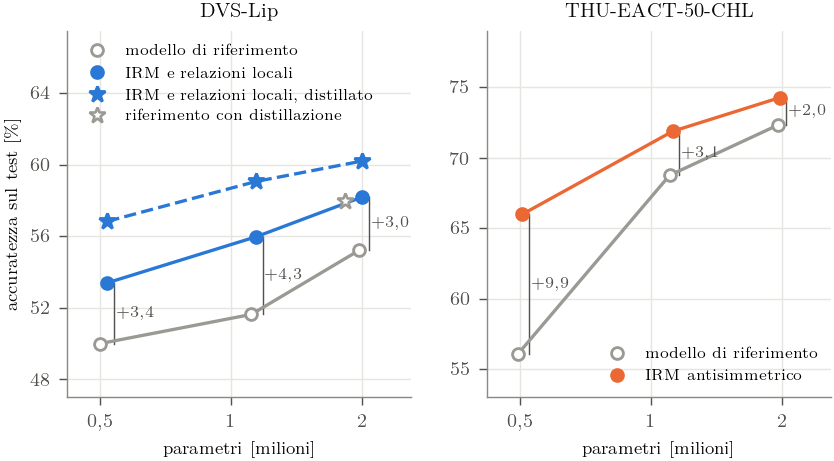 DVS-Lip
THU-EACT-50-CHL
modello di riferimento
IRM e relazioni locali
IRM e relazioni locali, distillato
riferimento con distillazione
64
60
56
52
48
accuratezza sul test [%]
+3,4
+4,3
+3,0
0,5
1
2
parametri [milioni]
75
70
65
60
55
+9,9
+3,1
+2,0
modello di riferimento
IRM antisimmetrico
0,5
1
2
parametri [milioni]